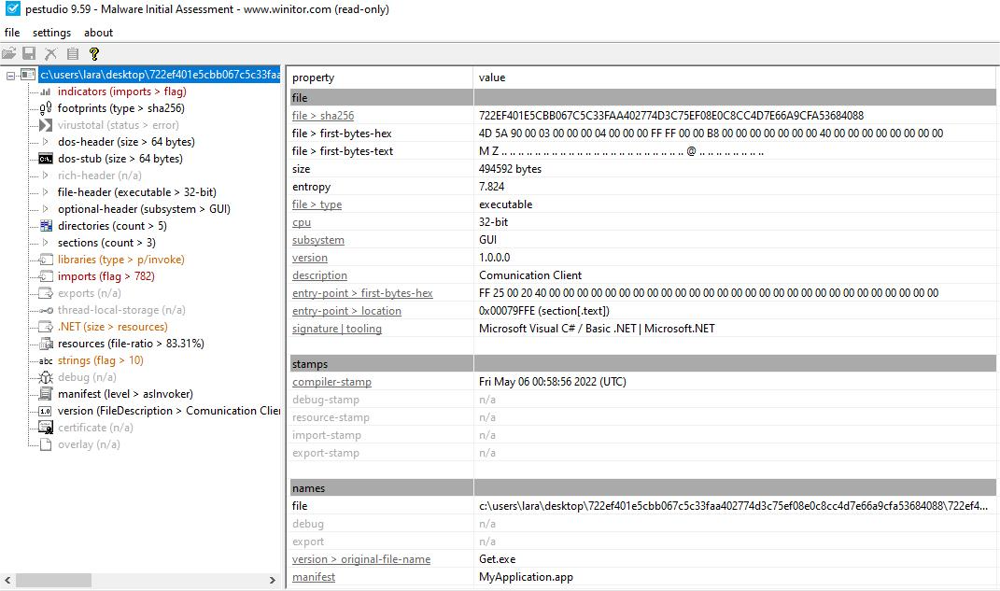 pestudio 9.59 - Malware Initial Assessment - www.winitor.com (read-only)
file settings about
c:\users\lara\desktop\722ef401e5cbb067c5c33faa
indicators (imports > flag)
footprints (type > sha256)
virustotal (status > error)
dos-header (size > 64 bytes)
dos-stub (size > 64 bytes)
rich-header (n/a)
file-header (executable > 32-bit)
optional-header (subsystem > GUI)
directories (count > 5)
sections (count > 3)
libraries (type > p/invoke)
imports (flag > 782)
exports (n/a)
thread-local-storage (n/a)
.NET (size > resources)
resources (file-ratio > 83.31%)
abc strings (flag > 10)
debug (n/a)
manifest (level > asInvoker)
1.0 version (FileDescription > Comunication Clie
certificate (n/a)
overlay (n/a)
property value
file
file > sha256 722EF401E5CBB067C5C33FAA402774D3C75EF08E0C8CC4D7E66A9CFA53684088
file > first-bytes-hex 4D 5A 90 00 03 00 00 00 04 00 00 00 FF FF 00 00 B8 00 00 00 00 00 00 00 40 00 00 00 00 00 00 00
file > first-bytes-text M Z .. .. .. .. .. .. .. .. .. .. .. .. .. .. .. .. .. .. .. .. .. .. @ .. .. .. .. .. .. ..
size 494592 bytes
entropy 7.824
file > type executable
cpu 32-bit
subsystem GUI
version 1.0.0.0
description Comunication Client
entry-point > first-bytes-hex FF 25 00 20 40 00 00 00 00 00 00 00 00 00 00 00 00 00 00 00 00 00 00 00 00 00 00 00 00 00 00 00
entry-point > location 0x00079FFE (section[.text])
signature | tooling Microsoft Visual C# / Basic .NET | Microsoft.NET
stamps
compiler-stamp Fri May 06 00:58:56 2022 (UTC)
debug-stamp n/a
resource-stamp n/a
import-stamp n/a
export-stamp n/a
names
file c:\users\lara\desktop\722ef401e5cbb067c5c33faa402774d3c75ef08e0c8cc4d7e66a9cfa53684088\722ef4...
debug n/a
export n/a
version > original-file-name Get.exe
manifest MyApplication.app